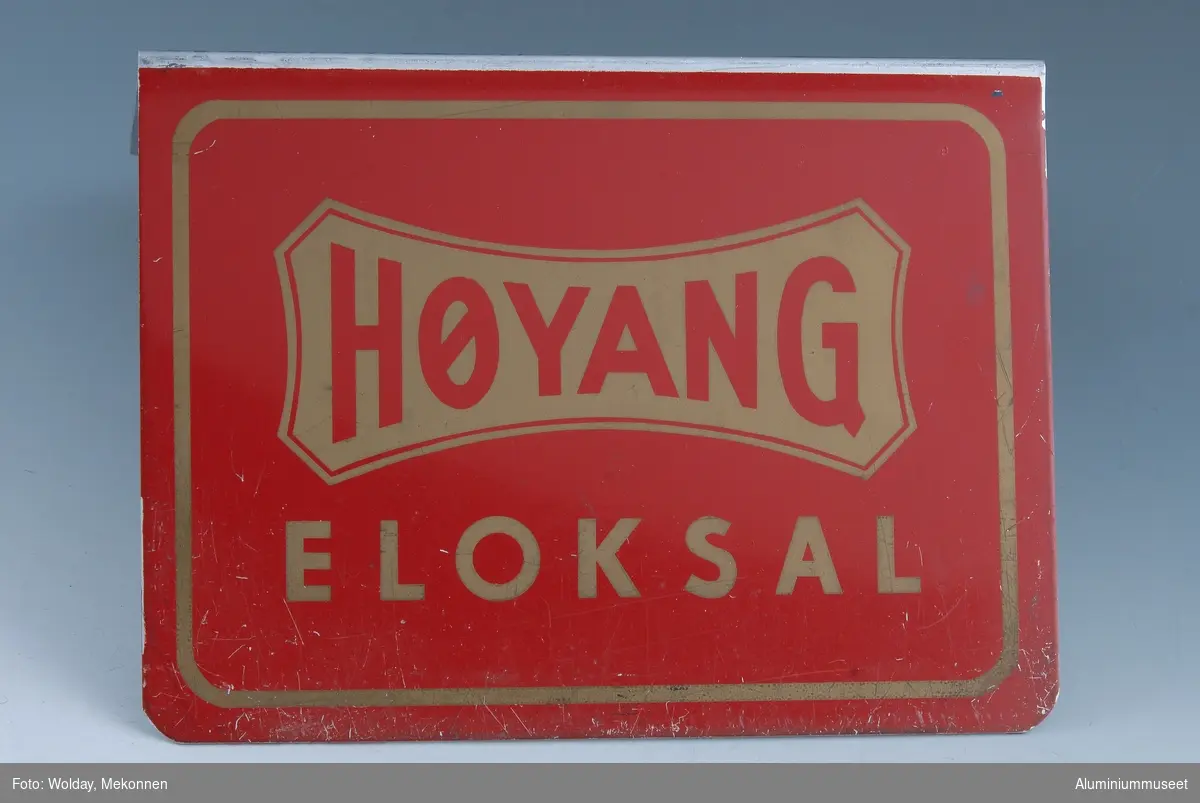 HØYANG
ELOKSAL
Foto: Wolday, Mekonnen
Aluminiummuseet